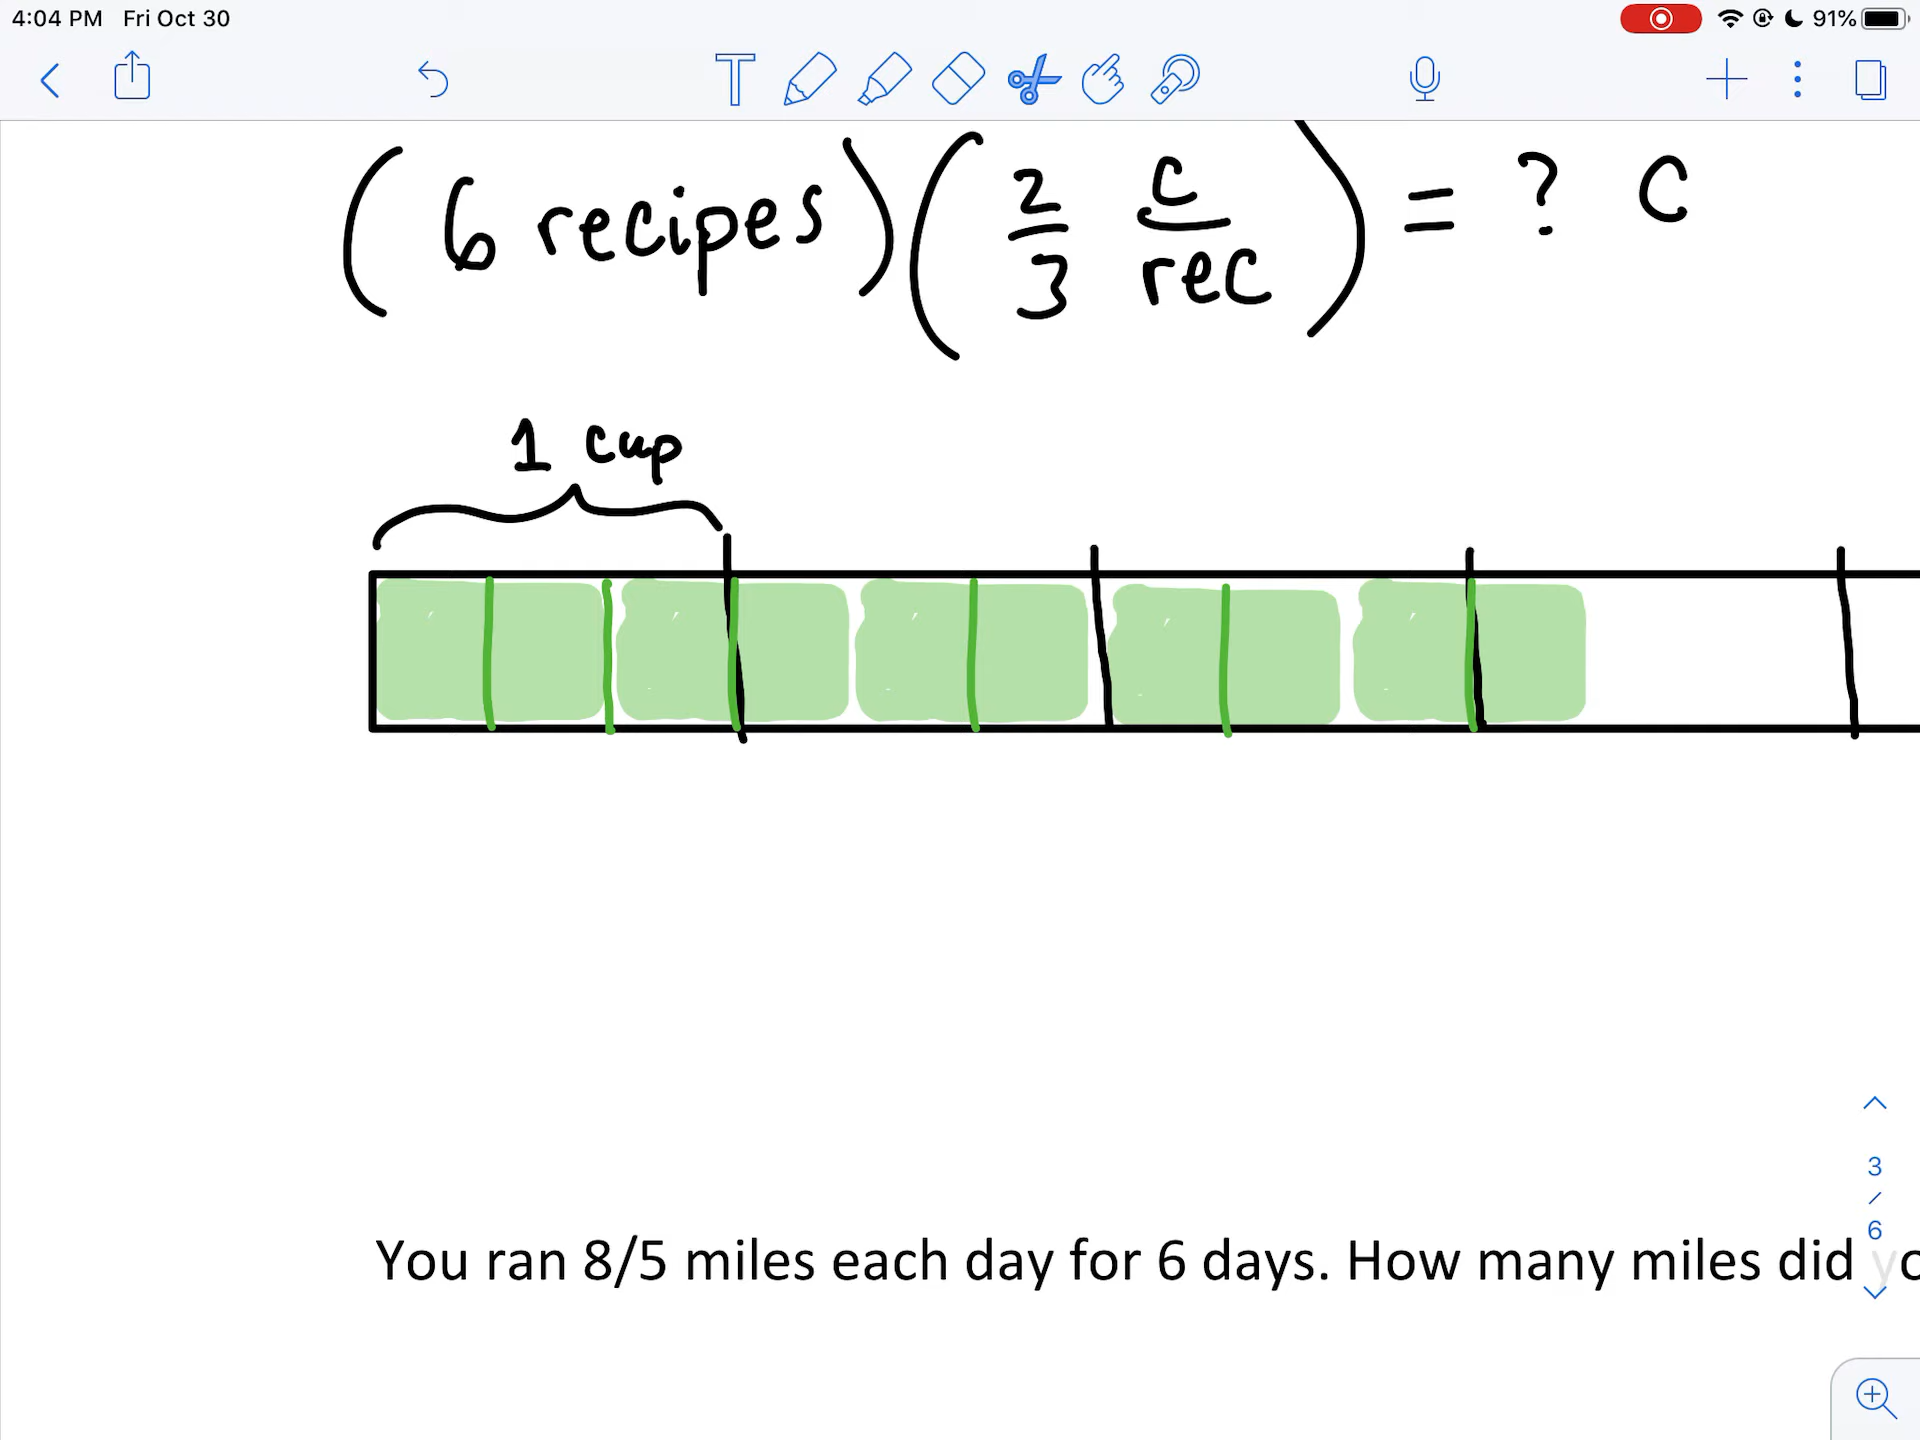 4:04 PM Fri Oct 30 91%
T
(6 recipes)(2/3 c/rec) = ? C
1 cup
3
/
6
You ran 8/5 miles each day for 6 days. How many miles did yo